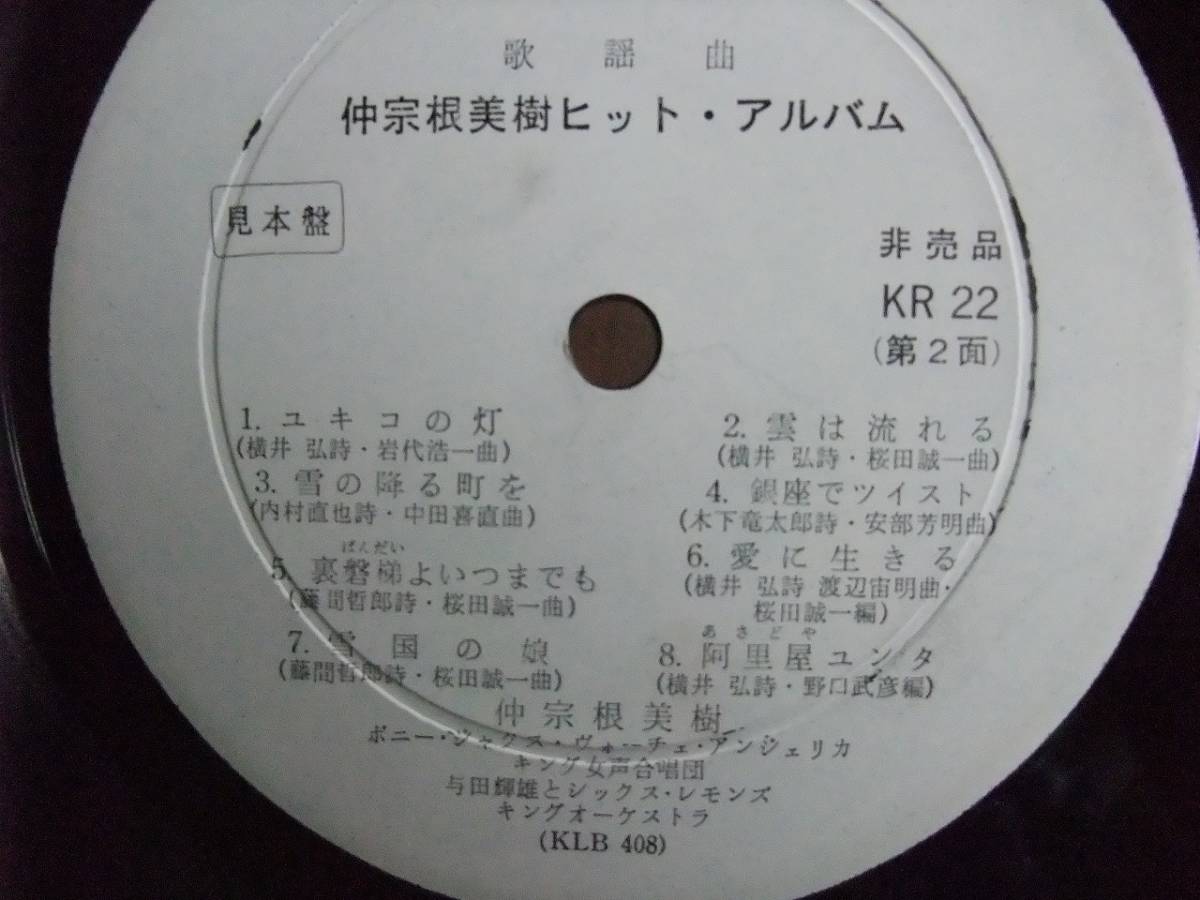 歌謡曲
仲宗根美樹ヒット・アルバム
見本盤
非売品
KR 22
(第2面)
1. ユキコの灯
(横井 弘詩・岩代浩一曲)
2. 雲は流れる
(横井 弘詩・桜田誠一曲)
3. 雪の降る町を
(内村直也詩・中田喜直曲)
4. 銀座でツイスト
(木下竜太郎詩・安部芳明曲)
ばんだい
5. 裏磐梯よいつまでも
(藤間哲郎詩・桜田誠一曲)
6. 愛に生きる
(横井 弘詩 渡辺宙明曲・
桜田誠一編)
7. 雪国の娘
(藤間哲郎詩・桜田誠一曲)
あさどや
8. 阿里屋ユンタ
(横井 弘詩・野口武彦編)
仲宗根美樹
ボニー・ジャクス・ヴォーチェ・アンジェリカ
キング女声合唱団
与田輝雄とシックス・レモンズ
キングオーケストラ
(KLB 408)